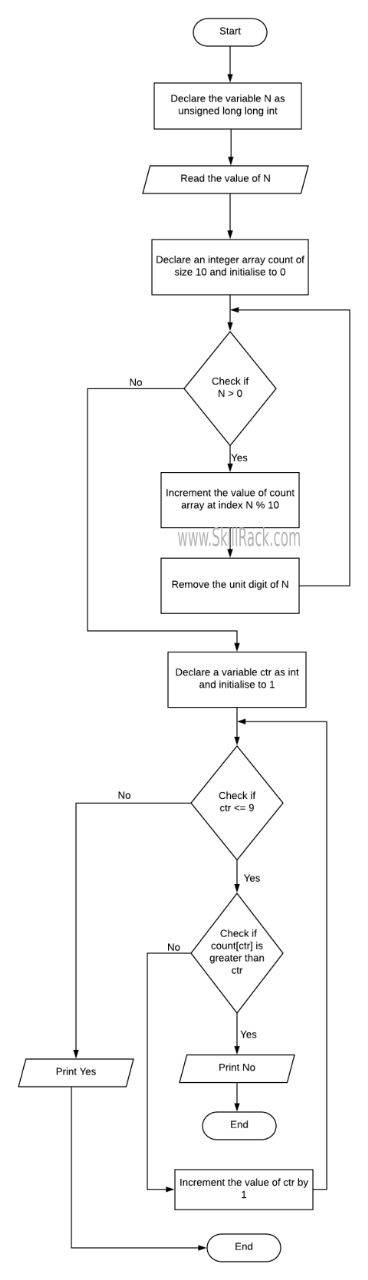 Start
Declare the variable N as
unsigned long long int
Read the value of N
Declare an integer array count of
size 10 and initialise to 0
No
Check if
N > 0
Yes
Increment the value of count
array at index N % 10
www.SkillRack.com
Remove the unit digit of N
Declare a variable ctr as int
and initialise to 1
No
Check if
ctr <= 9
Yes
No
Check if
count[ctr] is
greater than
ctr
Yes
Print Yes
Print No
End
Increment the value of ctr by
1
End